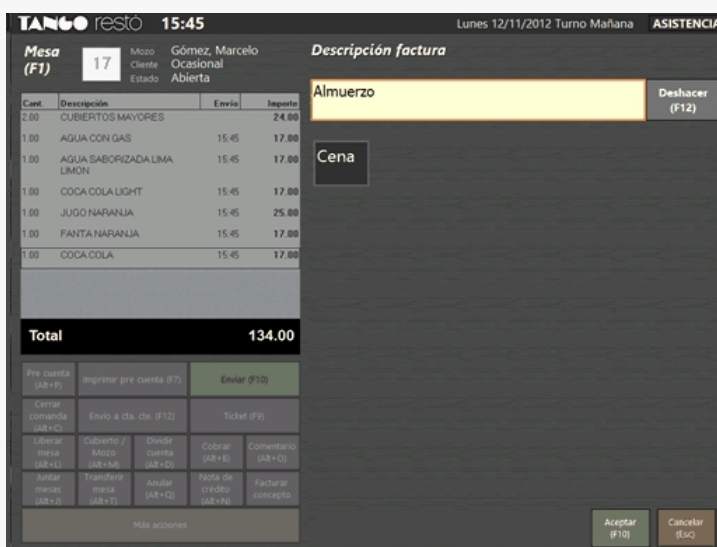 TANGO restó 15:45 Lunes 12/11/2012 Turno Mañana ASISTENCIA
Mesa
(F1)
17
Mozo Gómez, Marcelo
Cliente Ocasional
Estado Abierta
Descripción factura
Almuerzo
Deshacer
(F12)
Cena
Cant. Descripción Envío Importe
2.00 CUBIERTOS MAYORES 24.00
1.00 AGUA CON GAS 15:45 17.00
1.00 AGUA SABORIZADA LIMA 15:45 17.00
LIMON
1.00 COCA COLA LIGHT 15:45 17.00
1.00 JUGO NARANJA 15:45 25.00
1.00 FANTA NARANJA 15:45 17.00
1.00 COCA COLA 15:45 17.00
Total 134.00
Pre cuenta
(Alt+P)
Imprimir pre cuenta (F7)
Enviar (F10)
Cerrar
comanda
(Alt+C)
Envío a cta. cte. (F12)
Ticket (F9)
Liberar
mesa
(Alt+L)
Cubierto /
Mozo
(Alt+M)
Dividir
cuenta
(Alt+D)
Cobrar
(Alt+E)
Comentario
(Alt+O)
Juntar
mesas
(Alt+J)
Transferir
mesa
(Alt+T)
Anular
(Alt+Q)
Nota de
crédito
(Alt+N)
Facturar
concepto
Más acciones
Aceptar
(F10)
Cancelar
(Esc)